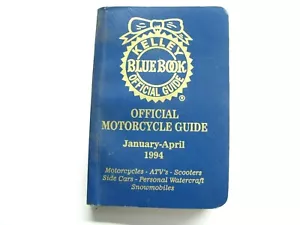 KELLEY
BLUE BOOK
OFFICIAL GUIDE
®
OFFICIAL
MOTORCYCLE GUIDE
January-April
1994
Motorcycles - ATV's - Scooters
Side Cars - Personal Watercraft
Snowmobiles